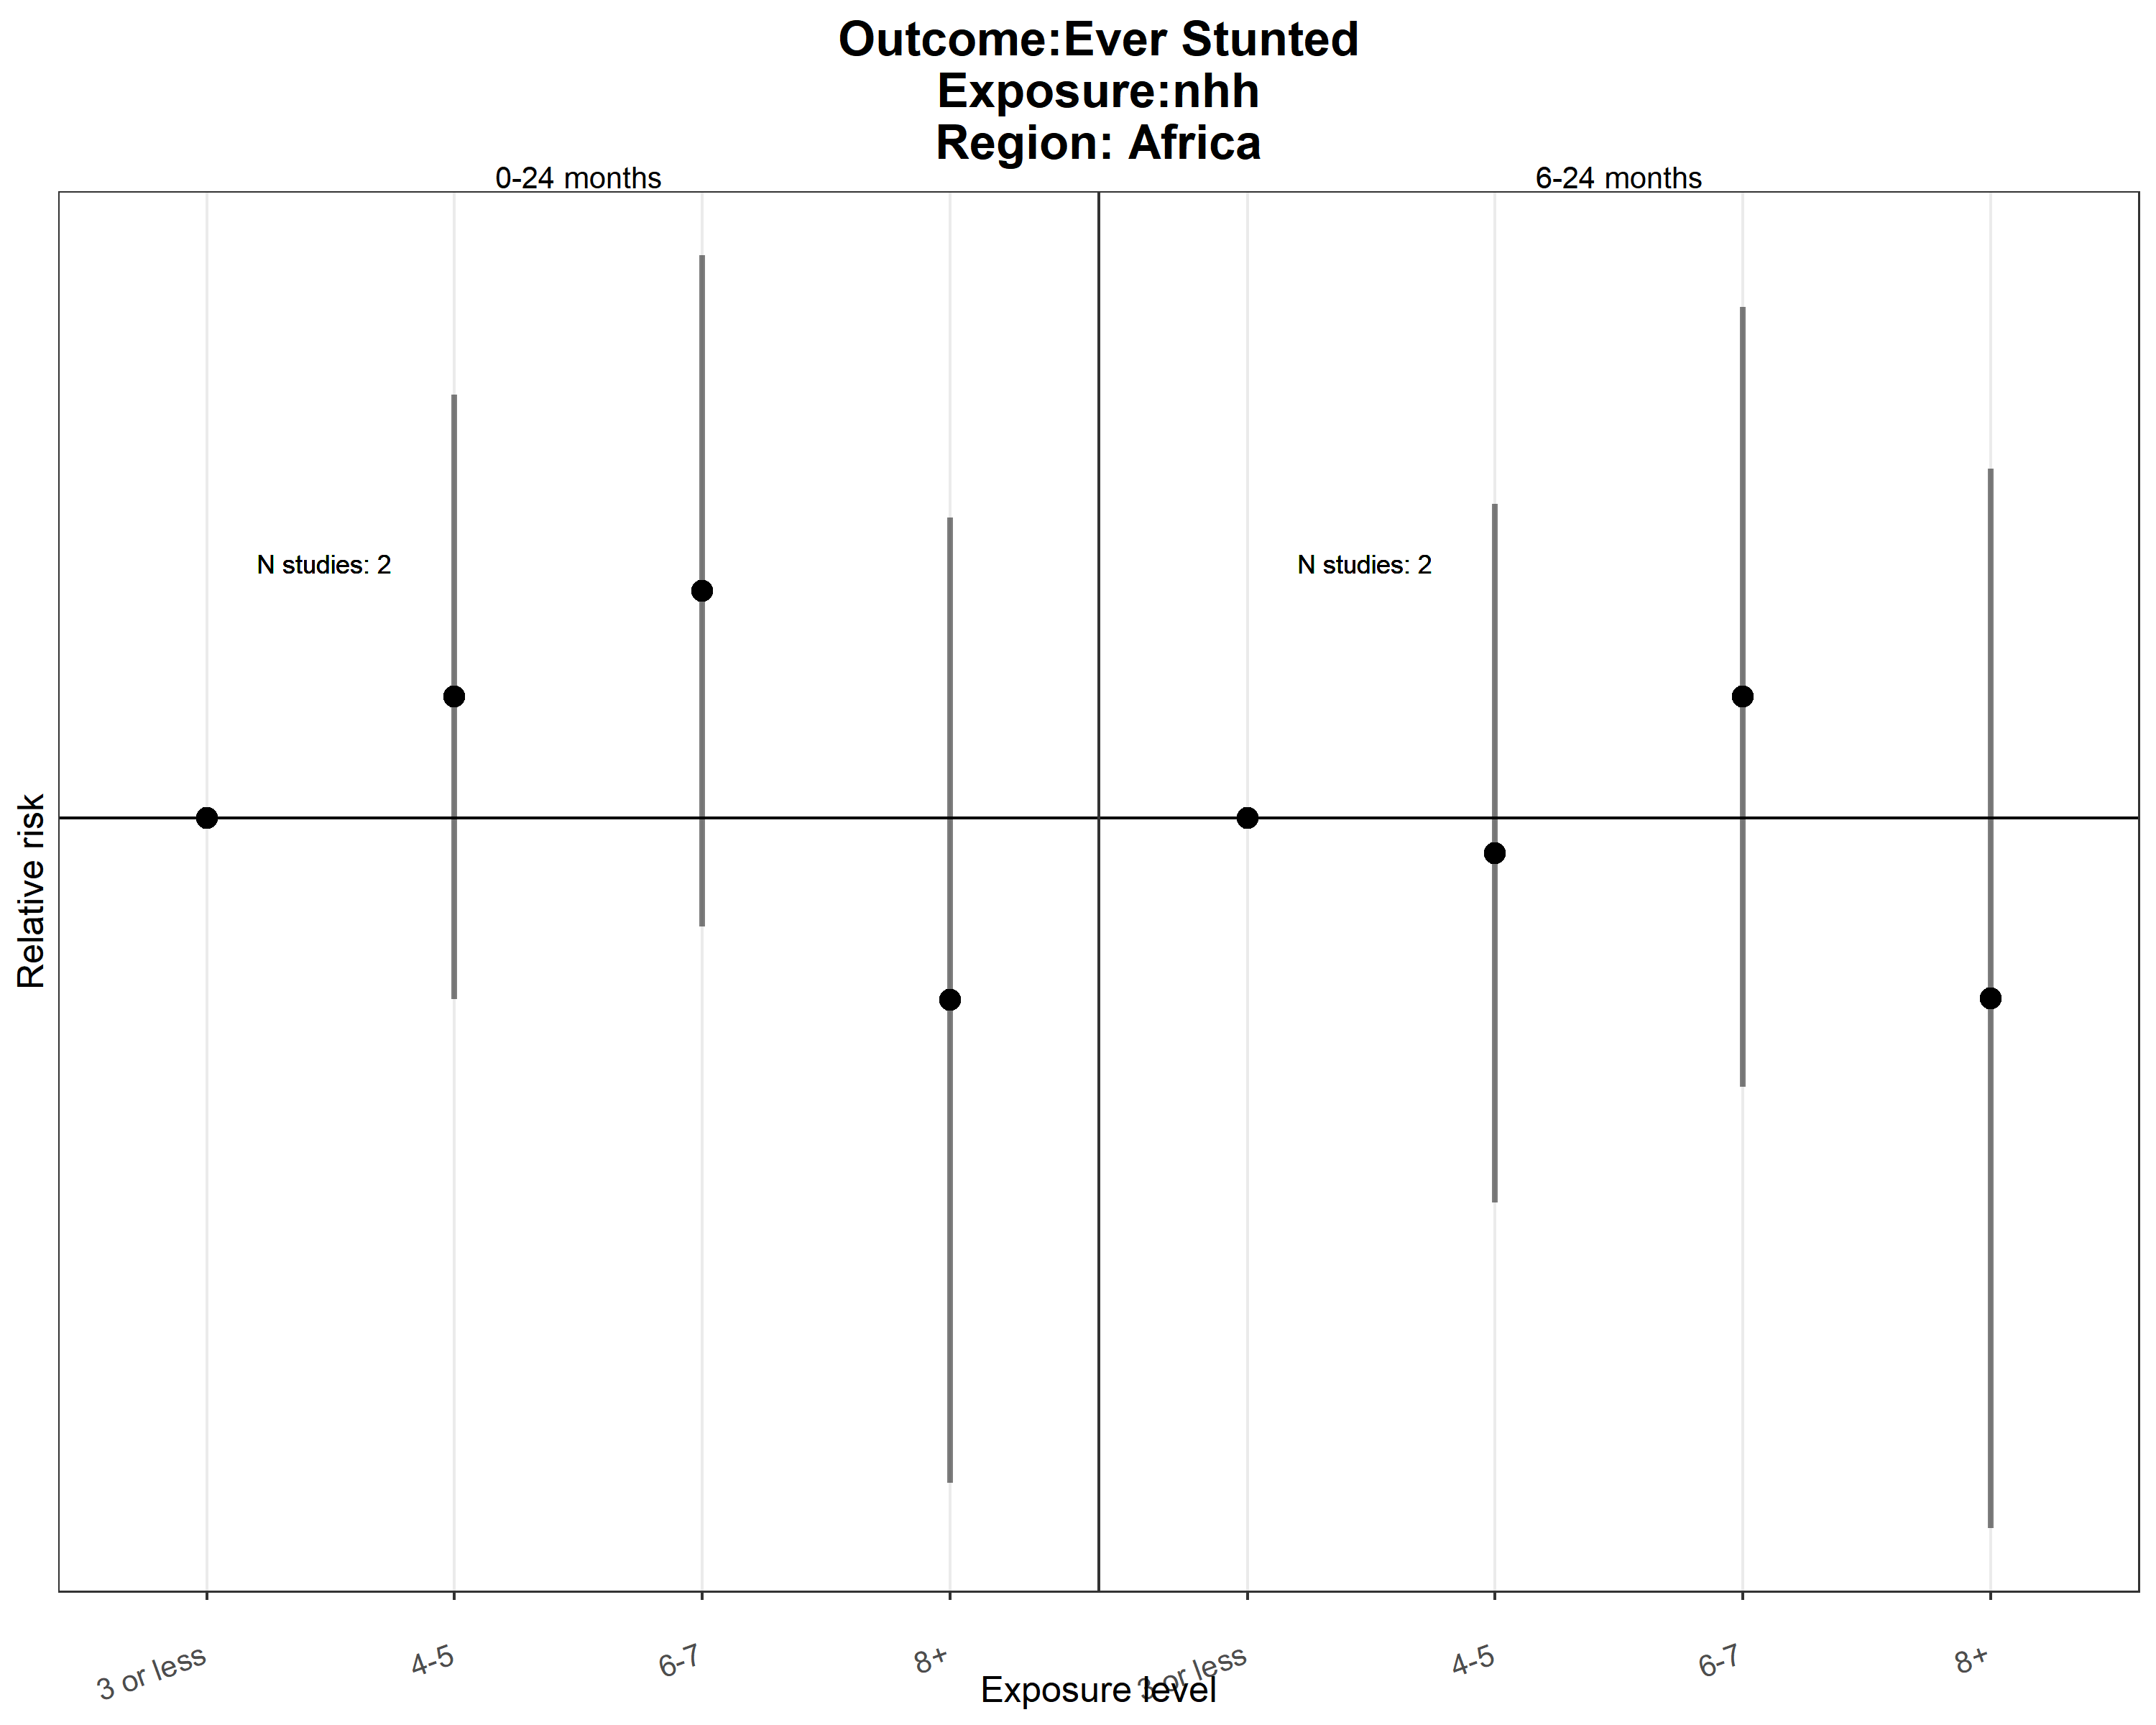 Outcome:Ever Stunted
Exposure:nhh
Region: Africa
0-24 months
6-24 months
N studies: 2
N studies: 2
Relative risk
3 or less
4-5
6-7
8+
3 or less
4-5
6-7
8+
Exposure level